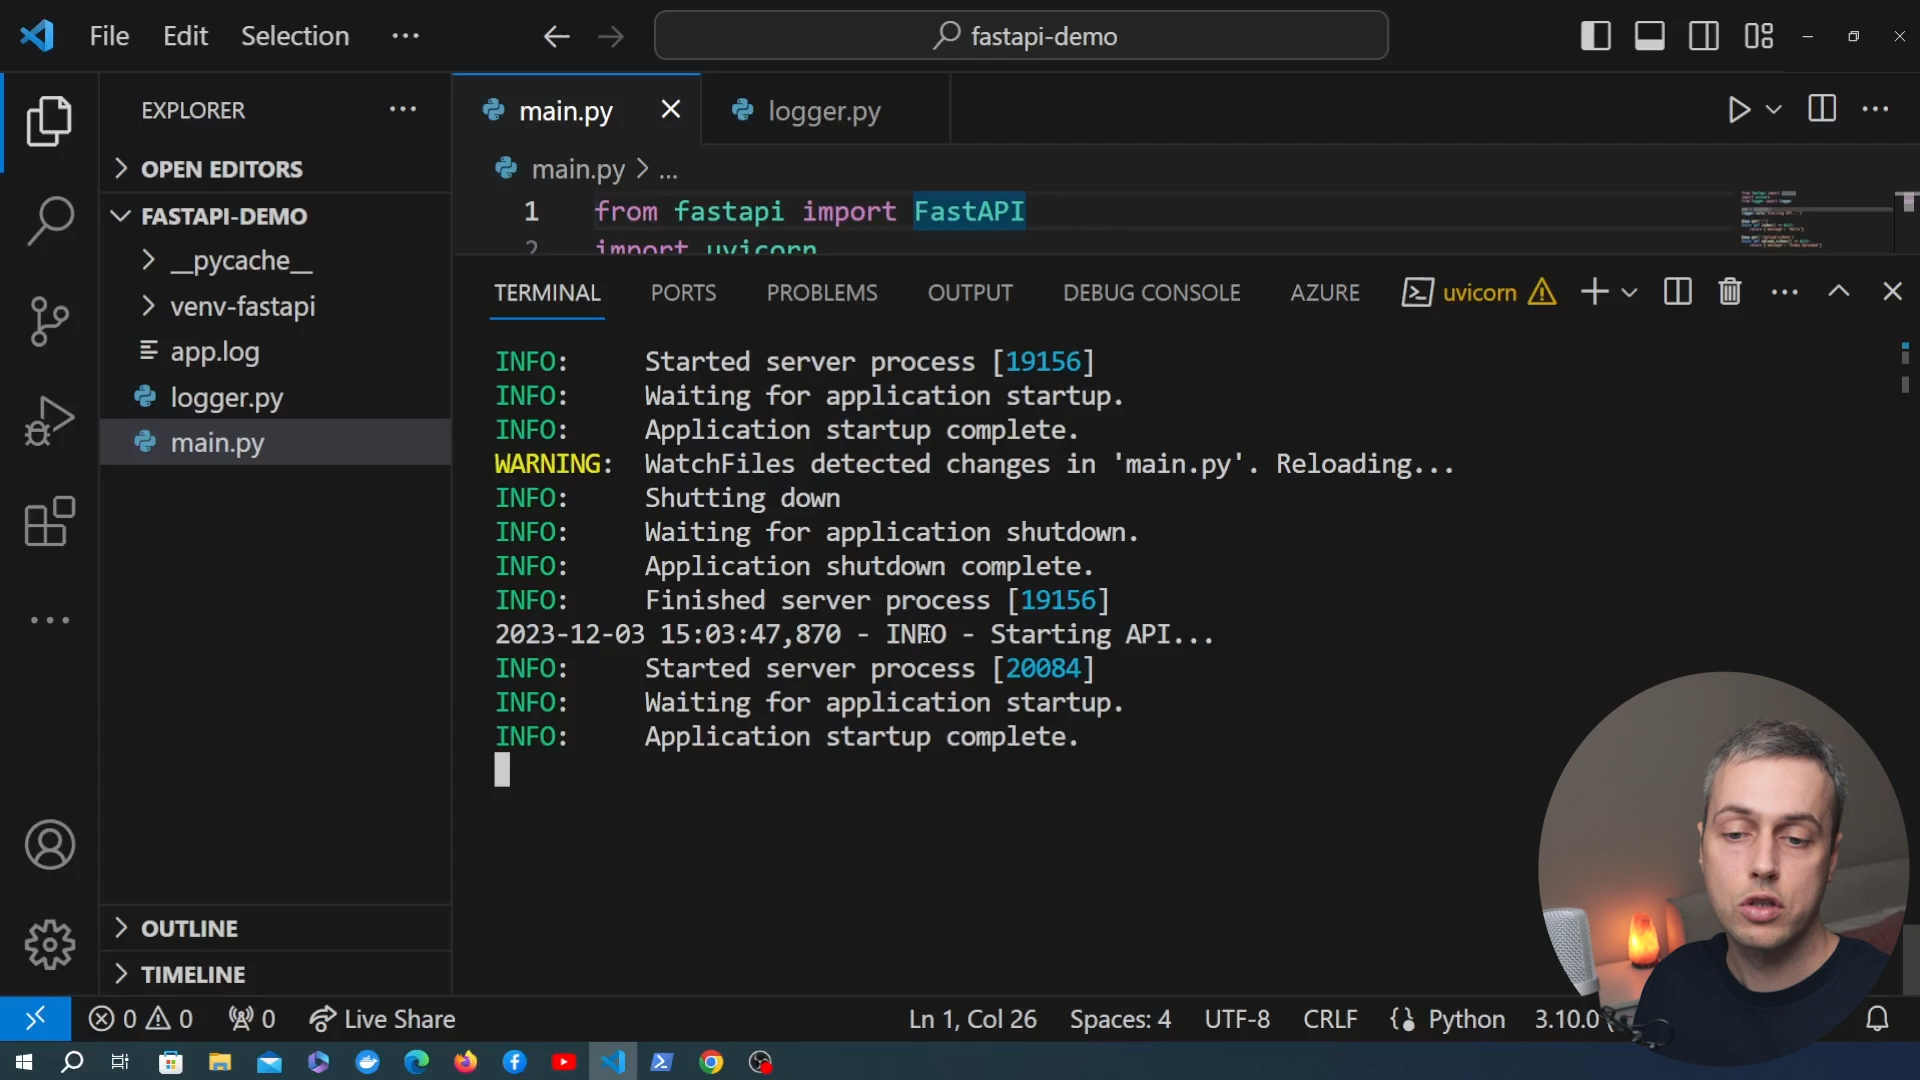 File Edit Selection ...
fastapi-demo
EXPLORER ...
OPEN EDITORS
FASTAPI-DEMO
__pycache__
venv-fastapi
app.log
logger.py
main.py
OUTLINE
TIMELINE
main.py
logger.py
main.py > ...
1 from fastapi import FastAPI
2 import uvicorn
TERMINAL PORTS PROBLEMS OUTPUT DEBUG CONSOLE AZURE uvicorn
INFO: Started server process [19156]
INFO: Waiting for application startup.
INFO: Application startup complete.
WARNING: WatchFiles detected changes in 'main.py'. Reloading...
INFO: Shutting down
INFO: Waiting for application shutdown.
INFO: Application shutdown complete.
INFO: Finished server process [19156]
2023-12-03 15:03:47,870 - INFO - Starting API...
INFO: Started server process [20084]
INFO: Waiting for application startup.
INFO: Application startup complete.
0 0 0 Live Share Ln 1, Col 26 Spaces: 4 UTF-8 CRLF Python 3.10.0